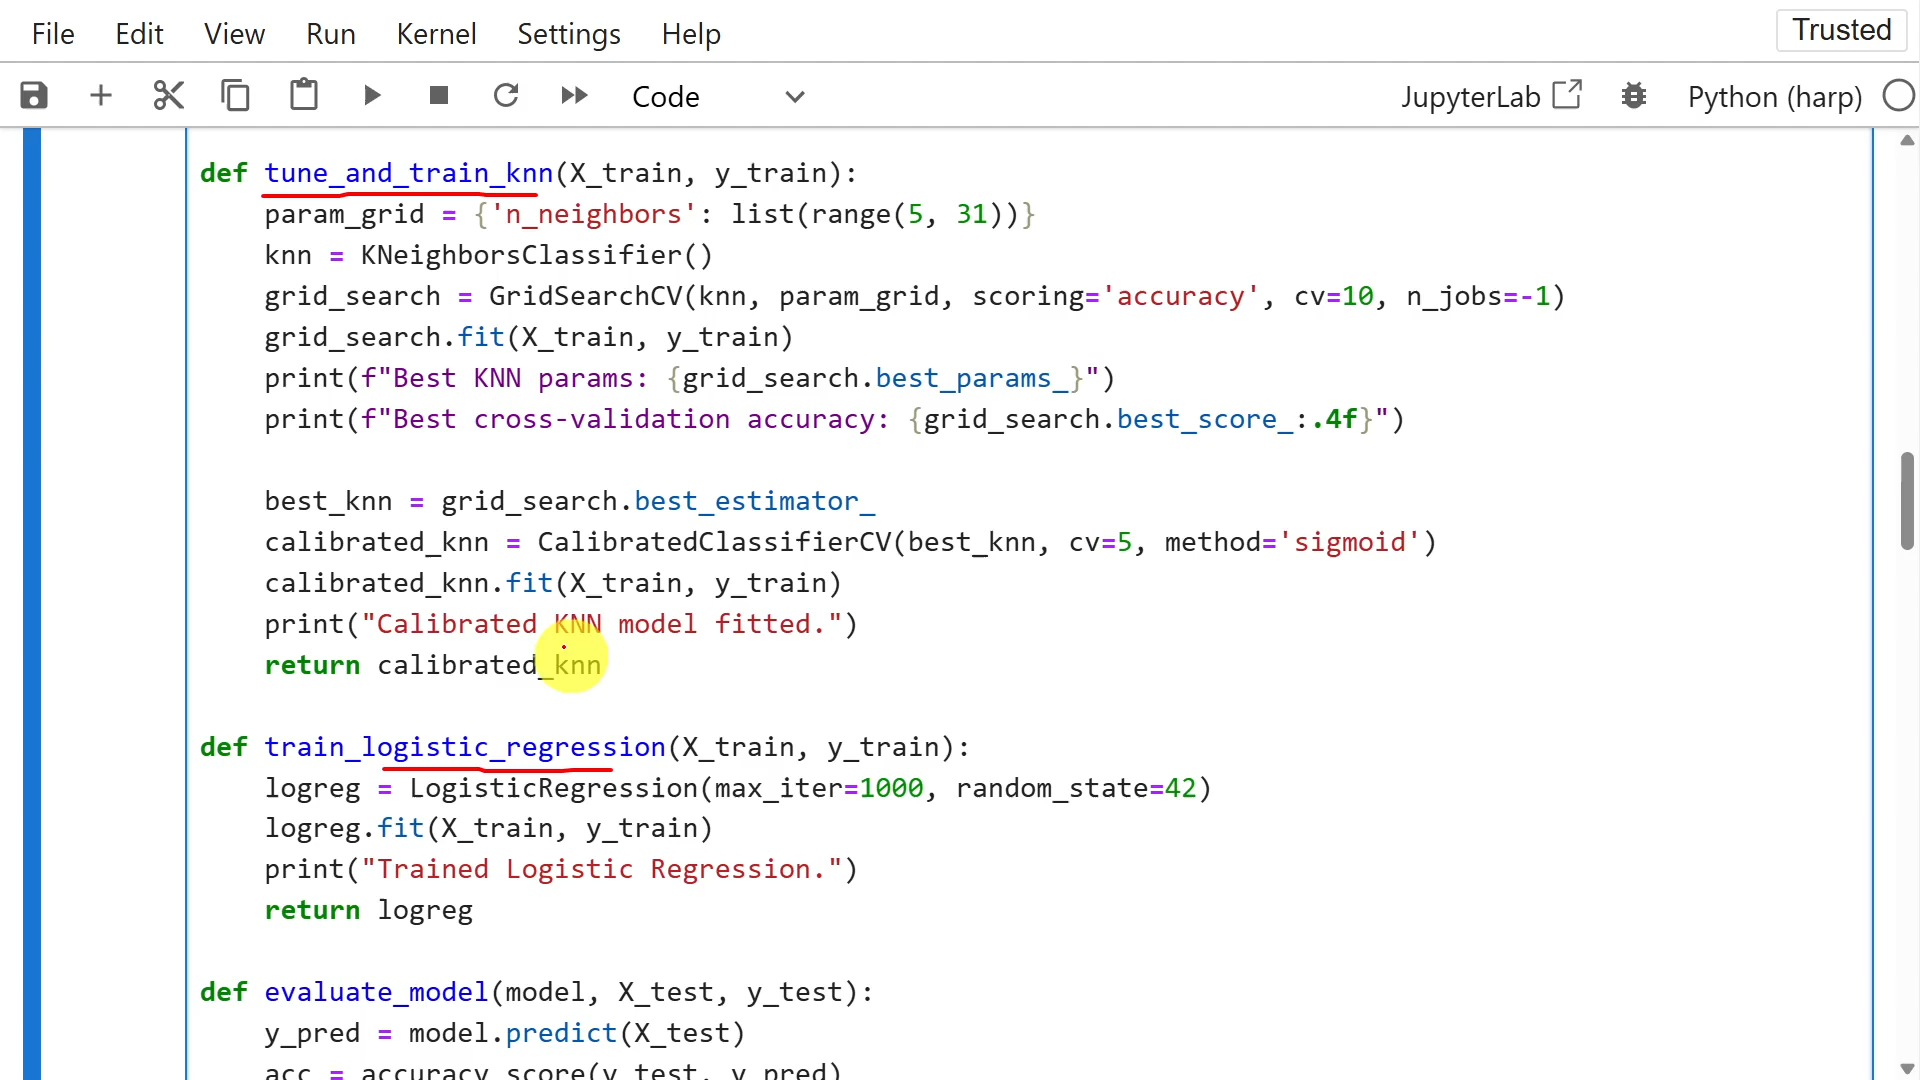 File Edit View Run Kernel Settings Help Trusted
Code JupyterLab Python (harp)
def tune_and_train_knn(X_train, y_train):
    param_grid = {'n_neighbors': list(range(5, 31))}
    knn = KNeighborsClassifier()
    grid_search = GridSearchCV(knn, param_grid, scoring='accuracy', cv=10, n_jobs=-1)
    grid_search.fit(X_train, y_train)
    print(f"Best KNN params: {grid_search.best_params_}")
    print(f"Best cross-validation accuracy: {grid_search.best_score_:.4f}")
    best_knn = grid_search.best_estimator_
    calibrated_knn = CalibratedClassifierCV(best_knn, cv=5, method='sigmoid')
    calibrated_knn.fit(X_train, y_train)
    print("Calibrated KNN model fitted.")
    return calibrated_knn
def train_logistic_regression(X_train, y_train):
    logreg = LogisticRegression(max_iter=1000, random_state=42)
    logreg.fit(X_train, y_train)
    print("Trained Logistic Regression.")
    return logreg
def evaluate_model(model, X_test, y_test):
    y_pred = model.predict(X_test)
    acc = accuracy_score(y_test, y_pred)